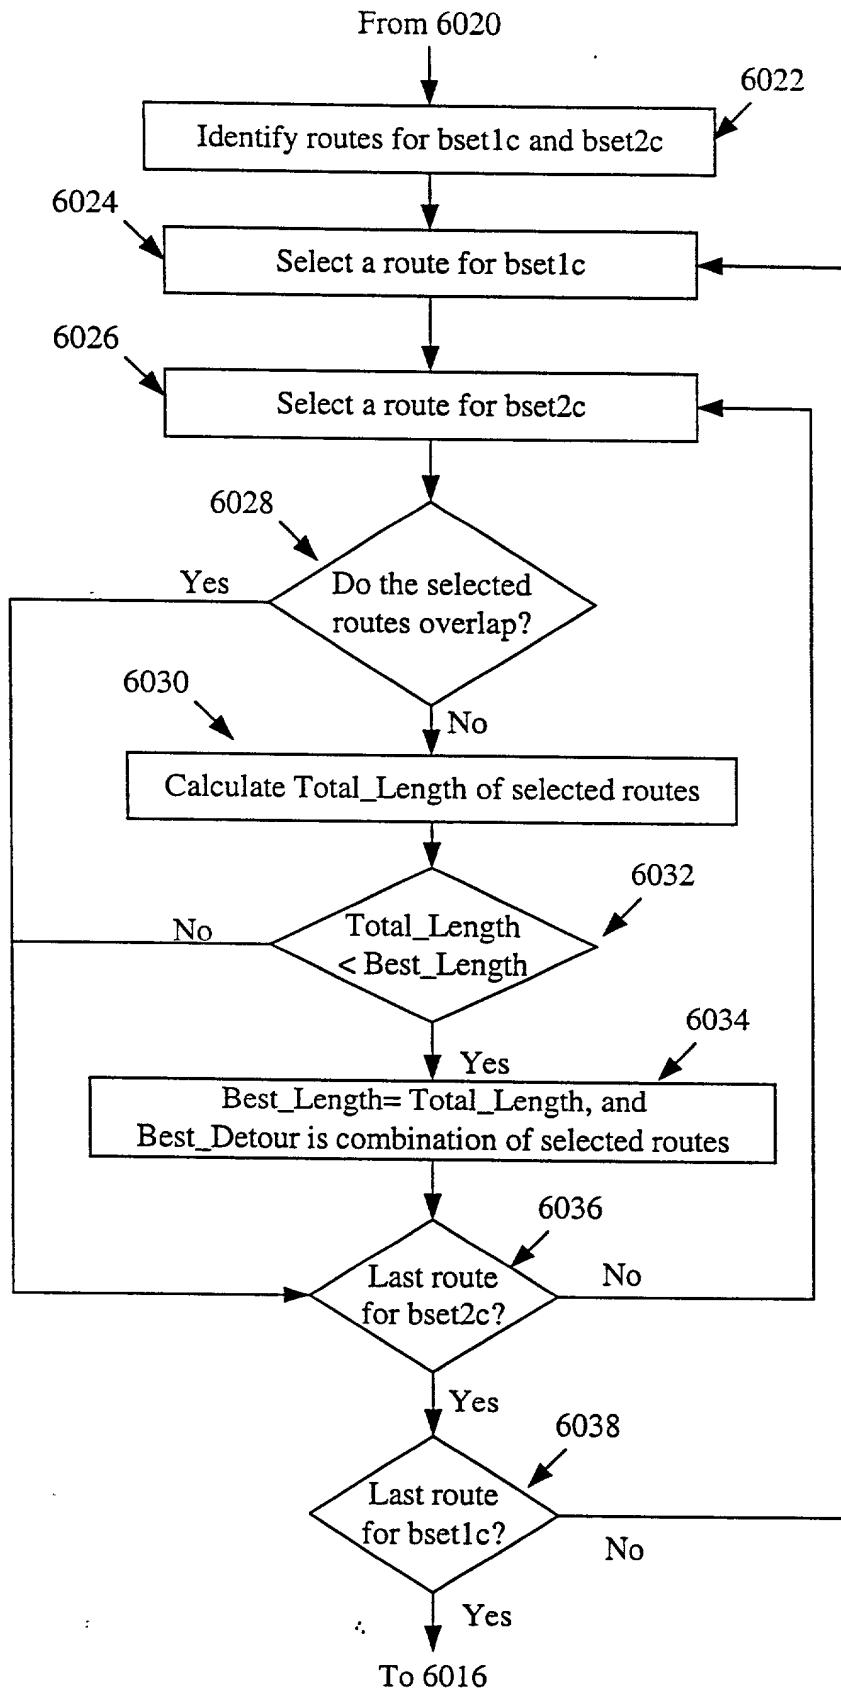 From 6020
6022
Identify routes for bset1c and bset2c
6024
Select a route for bset1c
6026
Select a route for bset2c
6028
Yes
Do the selected
routes overlap?
6030
No
Calculate Total_Length of selected routes
6032
No
Total_Length
< Best_Length
6034
Yes
Best_Length= Total_Length, and
Best_Detour is combination of selected routes
6036
Last route
for bset2c?
No
Yes
6038
Last route
for bset1c?
No
Yes
To 6016